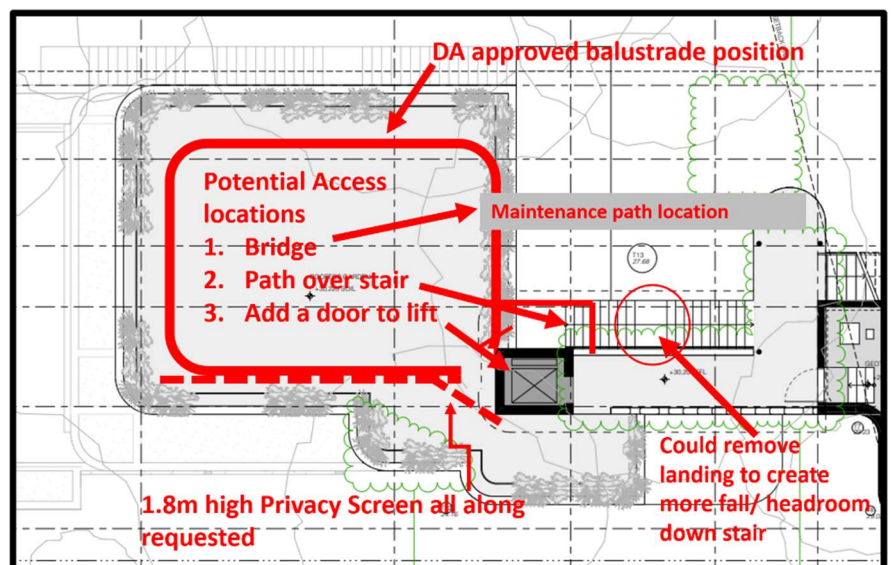 DA approved balustrade position
SETBACK
Potential Access
locations
1. Bridge
2. Path over stair
3. Add a door to lift
Maintenance path location
T13
27.68
Could remove
landing to create
more fall/ headroom
down stair
1.8m high Privacy Screen all along
requested